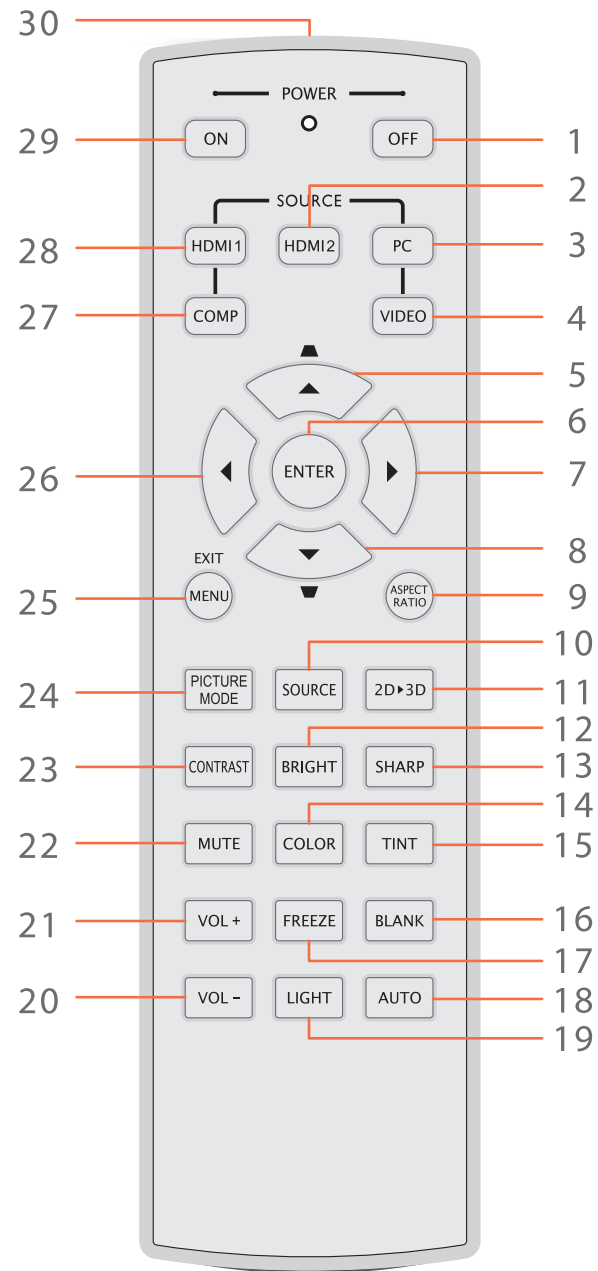 30
POWER
29 ON OFF 1
2
SOURCE
28 HDMI1 HDMI2 PC 3
27 COMP VIDEO 4
5
6
26 ENTER 7
8
EXIT
25 MENU ASPECT RATIO 9
10
24 PICTURE MODE SOURCE 2D▸3D 11
12
23 CONTRAST BRIGHT SHARP 13
14
22 MUTE COLOR TINT 15
21 VOL + FREEZE BLANK 16
17
20 VOL – LIGHT AUTO 18
19